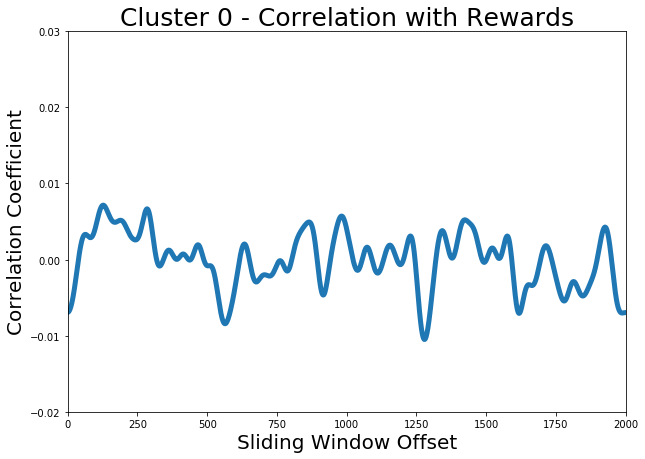 Cluster 0 - Correlation with Rewards
0.03
0.02
0.01
0.00
−0.01
−0.02
Correlation Coefficient
0 250 500 750 1000 1250 1500 1750 2000
Sliding Window Offset